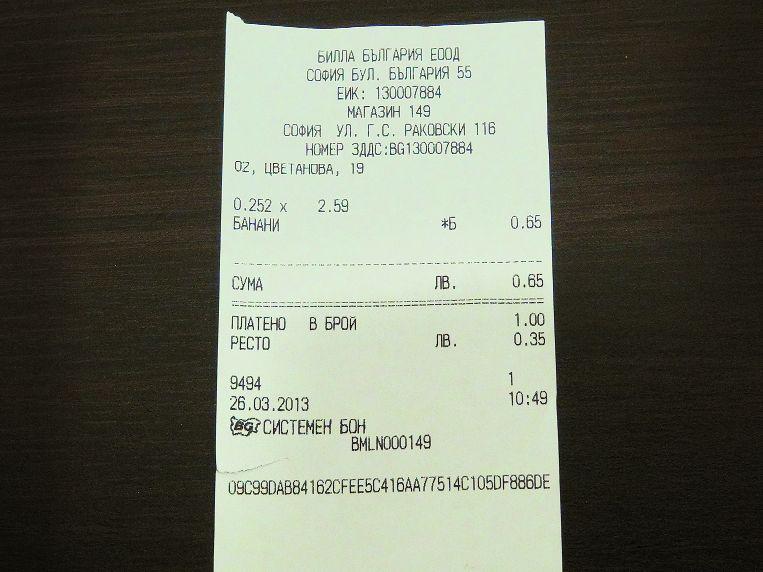 БИЛЛА БЪЛГАРИЯ ЕООД
СОФИЯ БУЛ. БЪЛГАРИЯ 55
ЕИК: 130007884
МАГАЗИН 149
СОФИЯ УЛ. Г.С. РАКОВСКИ 116
НОМЕР ЗДДС:BG130007884
02, ЦВЕТАНОВА, 19
0.252 x 2.59
БАНАНИ *Б 0.65
СУМА ЛВ. 0.65
ПЛАТЕНО В БРОЙ 1.00
РЕСТО ЛВ. 0.35
9494 1
26.03.2013 10:49
BG СИСТЕМЕН БОН
BMLN000149
09C99DAB84162CFEE5C416AA77514C105DF886DE